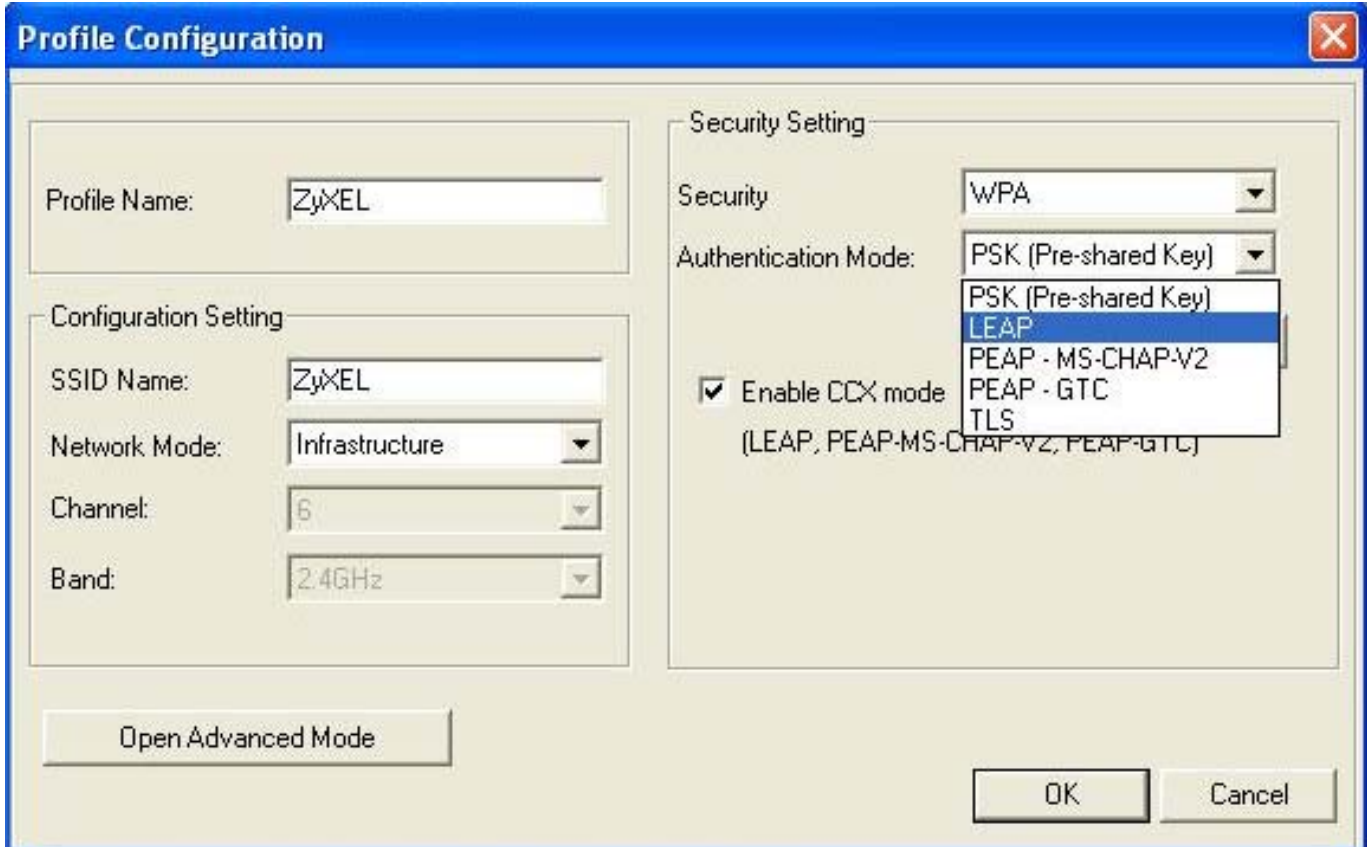 Profile Configuration
Profile Name:
ZyXEL
Configuration Setting
SSID Name:
ZyXEL
Network Mode:
Infrastructure
Channel:
6
Band:
2.4GHz
Security Setting
Security
WPA
Authentication Mode:
PSK (Pre-shared Key)
PSK (Pre-shared Key)
LEAP
PEAP - MS-CHAP-V2
PEAP - GTC
TLS
Enable CCX mode
(LEAP, PEAP-MS-CHAP-V2, PEAP-GTC)
Open Advanced Mode
OK
Cancel